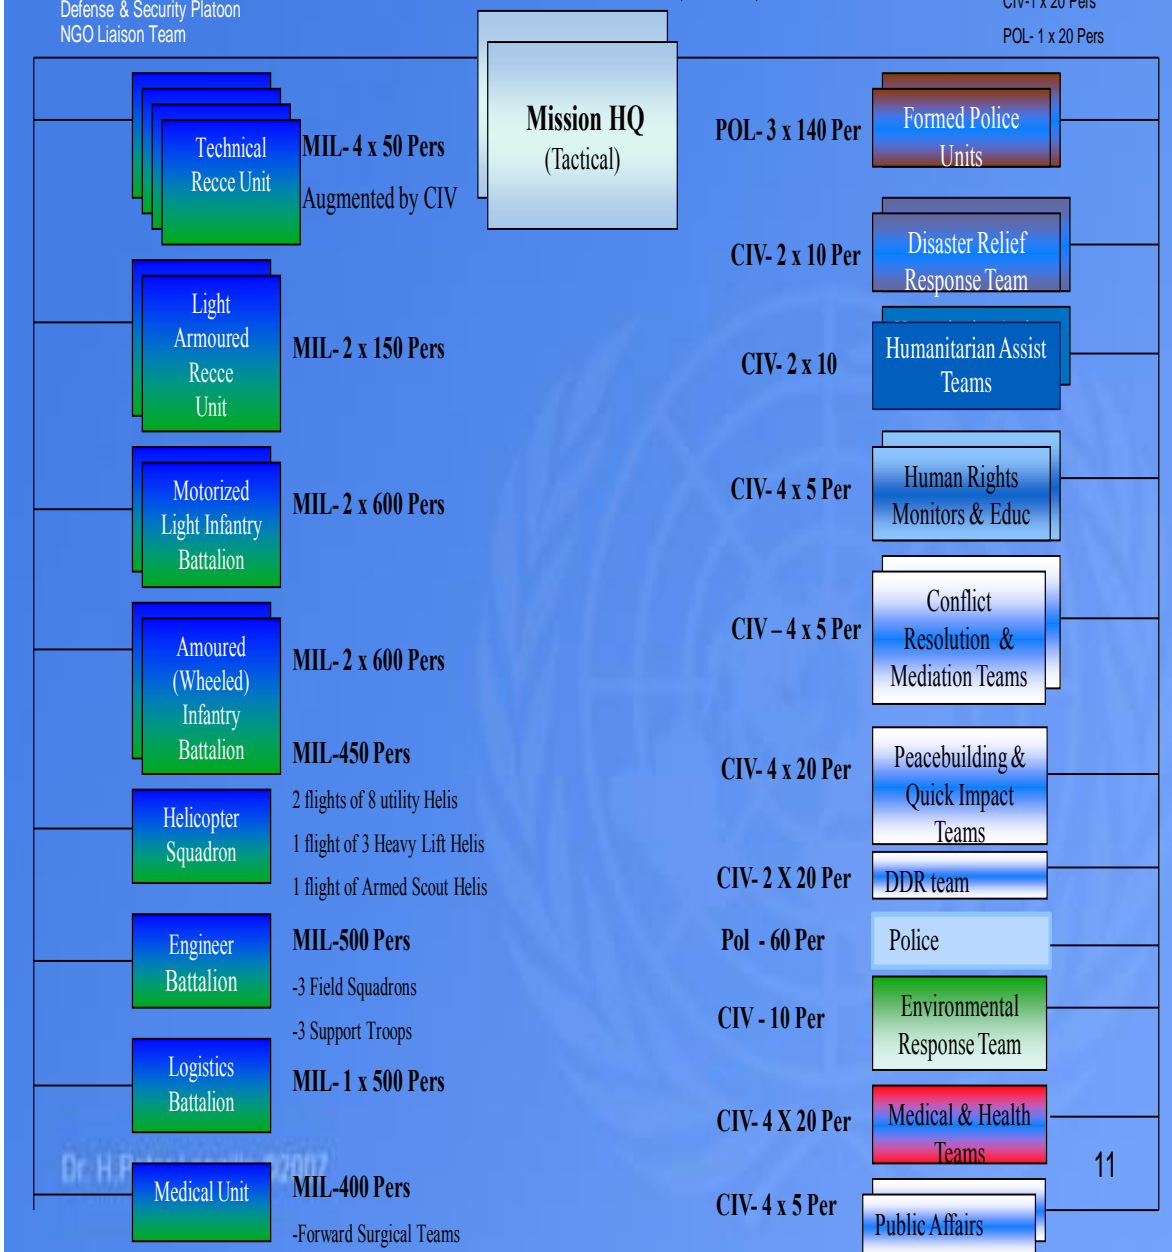 Defense & Security Platoon
NGO Liaison Team
CIV-1 x 20 Pers
POL- 1 x 20 Pers
Mission HQ
(Tactical)
Technical
Recce Unit
MIL- 4 x 50 Pers
Augmented by CIV
Light
Armoured
Recce
Unit
MIL- 2 x 150 Pers
Motorized
Light Infantry
Battalion
MIL- 2 x 600 Pers
Amoured
(Wheeled)
Infantry
Battalion
MIL- 2 x 600 Pers
MIL-450 Pers
2 flights of 8 utility Helis
1 flight of 3 Heavy Lift Helis
1 flight of Armed Scout Helis
Helicopter
Squadron
Engineer
Battalion
MIL-500 Pers
-3 Field Squadrons
-3 Support Troops
Logistics
Battalion
MIL- 1 x 500 Pers
Medical Unit
MIL-400 Pers
-Forward Surgical Teams
POL- 3 x 140 Per
Formed Police
Units
CIV- 2 x 10 Per
Disaster Relief
Response Team
CIV- 2 x 10
Humanitarian Assist
Teams
CIV- 4 x 5 Per
Human Rights
Monitors & Educ
CIV – 4 x 5 Per
Conflict
Resolution &
Mediation Teams
CIV- 4 x 20 Per
Peacebuilding &
Quick Impact
Teams
CIV- 2 X 20 Per
DDR team
Pol - 60 Per
Police
CIV - 10 Per
Environmental
Response Team
CIV- 4 X 20 Per
Medical & Health
Teams
CIV- 4 x 5 Per
Public Affairs
Dr. H.
2007
11